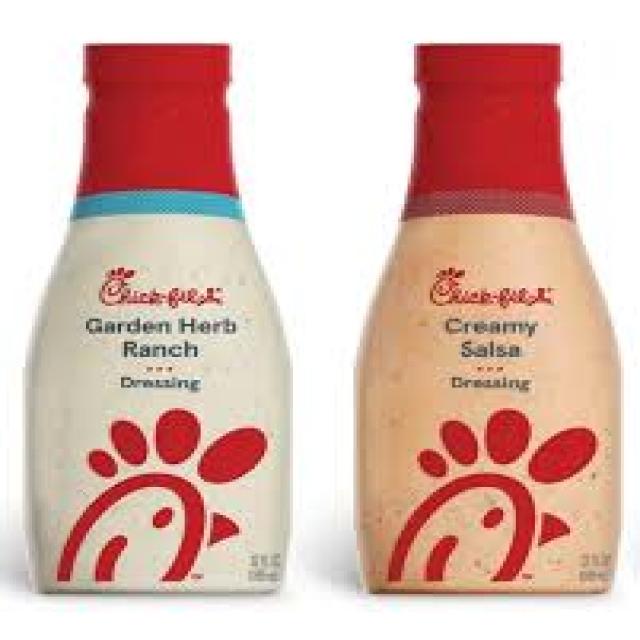 Chick-fil-A
Garden Herb
Ranch
Dressing
Chick-fil-A
Creamy
Salsa
Dressing